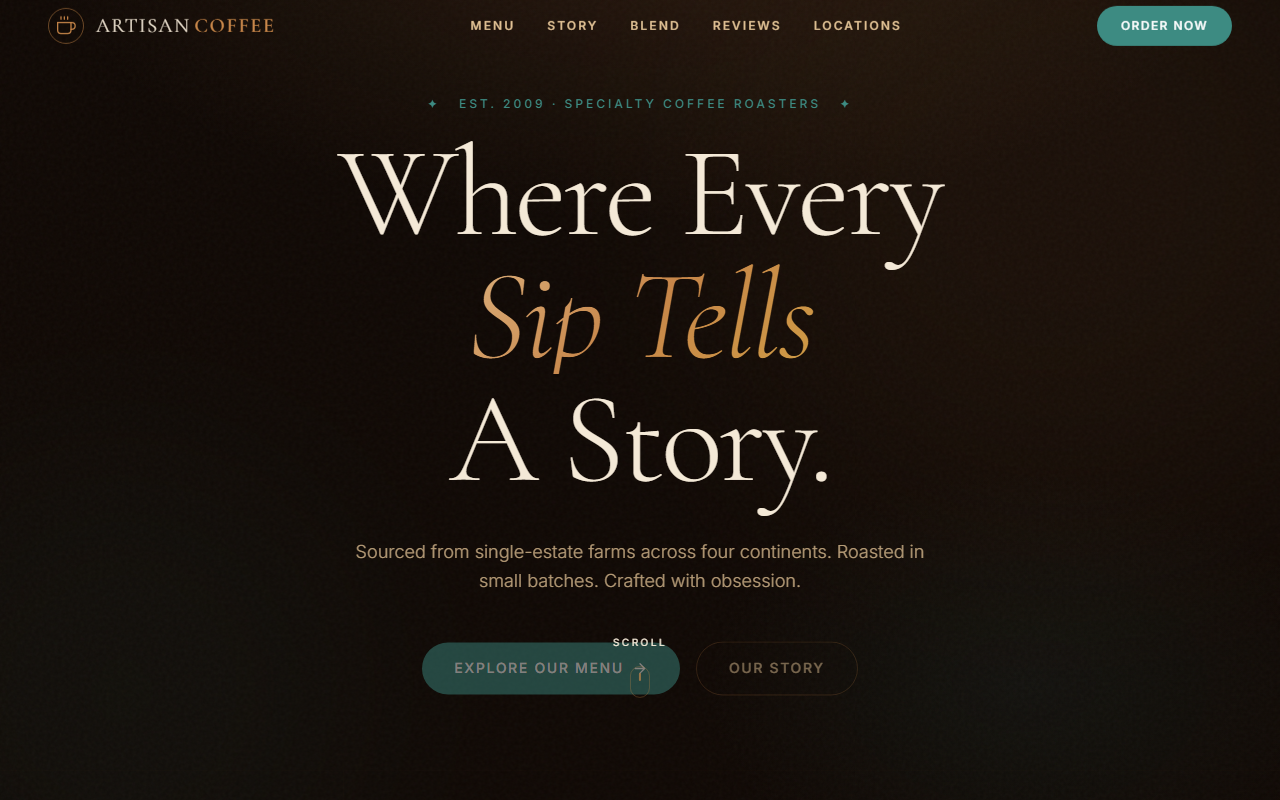 ARTISAN COFFEE
MENU STORY BLEND REVIEWS LOCATIONS
ORDER NOW
✦ EST. 2009 · SPECIALTY COFFEE ROASTERS ✦
Where Every
Sip Tells
A Story.
Sourced from single-estate farms across four continents. Roasted in
small batches. Crafted with obsession.
SCROLL
EXPLORE OUR MENU →
OUR STORY